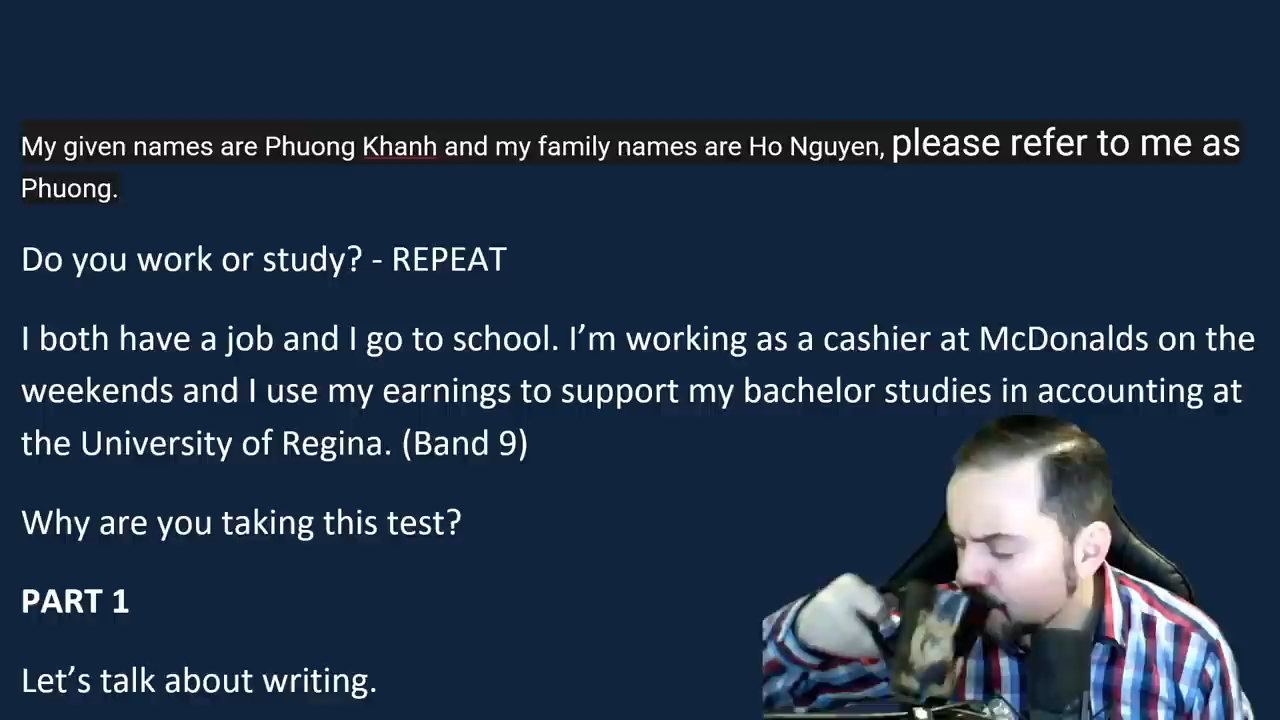 My given names are Phuong Khanh and my family names are Ho Nguyen, please refer to me as
Phuong.
Do you work or study? - REPEAT
I both have a job and I go to school. I’m working as a cashier at McDonalds on the
weekends and I use my earnings to support my bachelor studies in accounting at
the University of Regina. (Band 9)
Why are you taking this test?
PART 1
Let’s talk about writing.